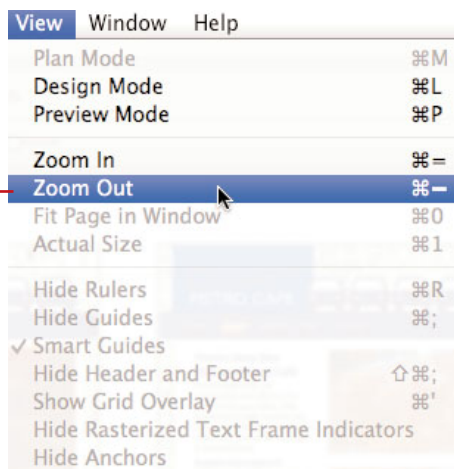 View Window Help
Plan Mode ⌘M
Design Mode ⌘L
Preview Mode ⌘P
Zoom In ⌘=
Zoom Out ⌘−
Fit Page in Window ⌘0
Actual Size ⌘1
Hide Rulers ⌘R
Hide Guides ⌘;
✓ Smart Guides
Hide Header and Footer ⇧⌘;
Show Grid Overlay ⌘'
Hide Rasterized Text Frame Indicators
Hide Anchors